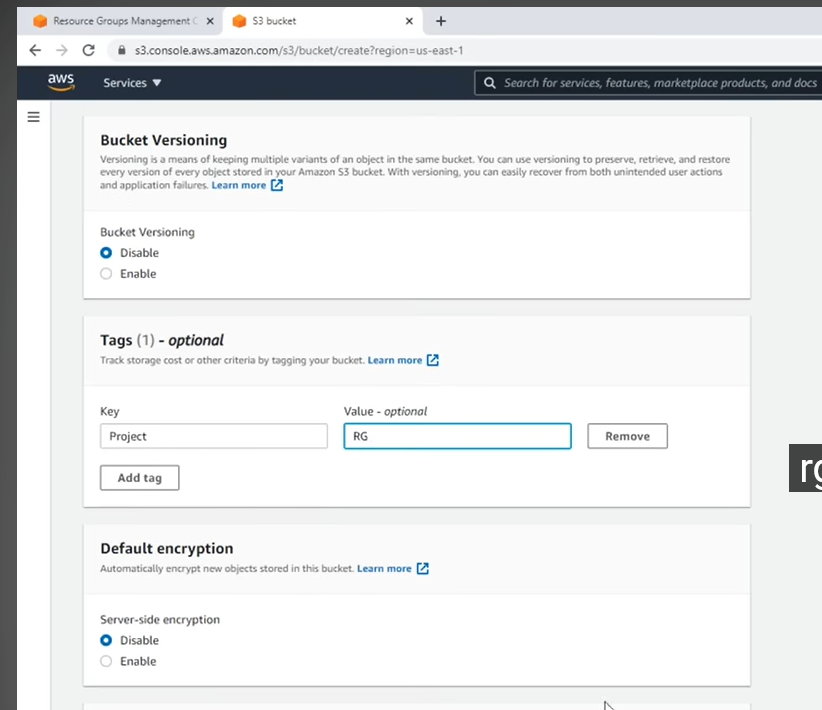 Resource Groups Management
S3 bucket
s3.console.aws.amazon.com/s3/bucket/create?region=us-east-1
aws
Services
Search for services, features, marketplace products, and docs
Bucket Versioning
Versioning is a means of keeping multiple variants of an object in the same bucket. You can use versioning to preserve, retrieve, and restore
every version of every object stored in your Amazon S3 bucket. With versioning, you can easily recover from both unintended user actions
and application failures. Learn more
Bucket Versioning
Disable
Enable
Tags (1) - optional
Track storage cost or other criteria by tagging your bucket. Learn more
Key
Value - optional
Project
RG
Remove
rg
Add tag
Default encryption
Automatically encrypt new objects stored in this bucket. Learn more
Server-side encryption
Disable
Enable